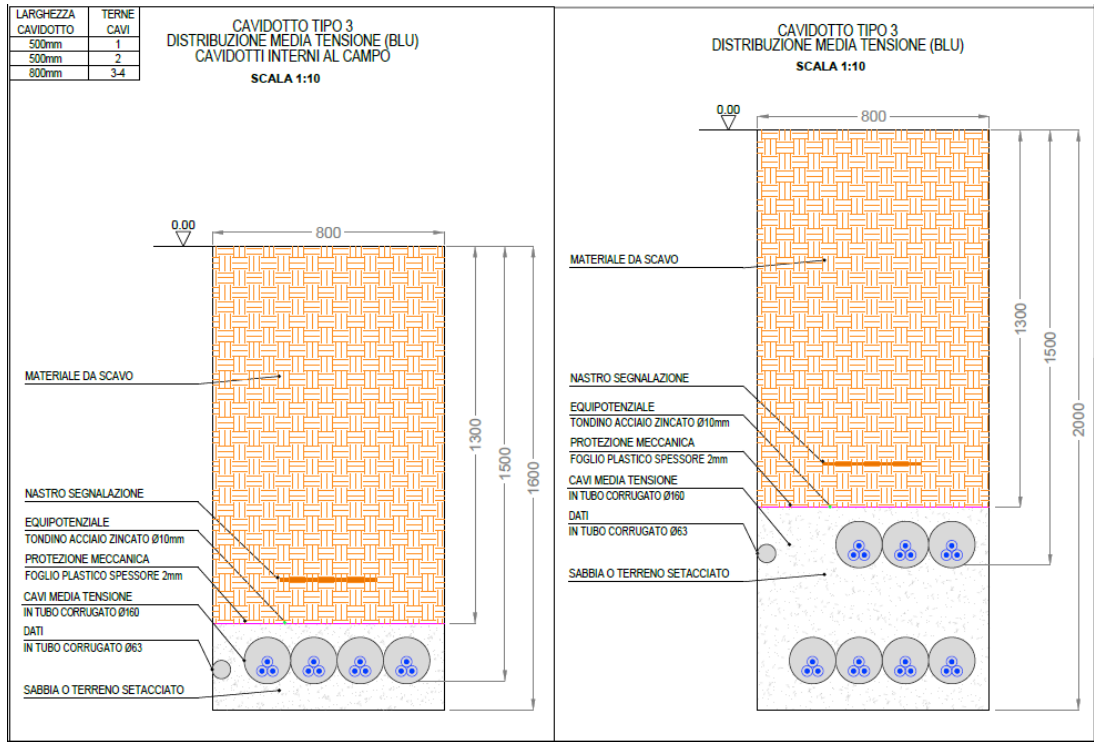 LARGHEZZA CAVIDOTTO TERNE CAVI
500mm 1
500mm 2
800mm 3-4
CAVIDOTTO TIPO 3
DISTRIBUZIONE MEDIA TENSIONE (BLU)
CAVIDOTTI INTERNI AL CAMPO
SCALA 1:10
0.00
800
MATERIALE DA SCAVO
1300
1500
1600
NASTRO SEGNALAZIONE
EQUIPOTENZIALE
TONDINO ACCIAIO ZINCATO Ø10mm
PROTEZIONE MECCANICA
FOGLIO PLASTICO SPESSORE 2mm
CAVI MEDIA TENSIONE
IN TUBO CORRUGATO Ø160
DATI
IN TUBO CORRUGATO Ø63
SABBIA O TERRENO SETACCIATO
CAVIDOTTO TIPO 3
DISTRIBUZIONE MEDIA TENSIONE (BLU)
SCALA 1:10
0.00
800
MATERIALE DA SCAVO
1300
1500
2000
NASTRO SEGNALAZIONE
EQUIPOTENZIALE
TONDINO ACCIAIO ZINCATO Ø10mm
PROTEZIONE MECCANICA
FOGLIO PLASTICO SPESSORE 2mm
CAVI MEDIA TENSIONE
IN TUBO CORRUGATO Ø160
DATI
IN TUBO CORRUGATO Ø63
SABBIA O TERRENO SETACCIATO